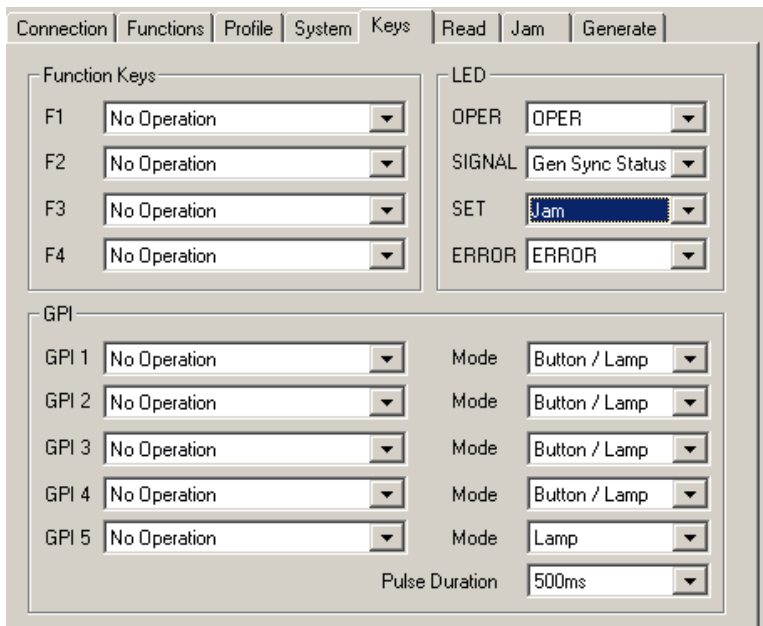 Connection Functions Profile System Keys Read Jam Generate
Function Keys
F1 No Operation
F2 No Operation
F3 No Operation
F4 No Operation
LED
OPER OPER
SIGNAL Gen Sync Status
SET Jam
ERROR ERROR
GPI
GPI 1 No Operation Mode Button / Lamp
GPI 2 No Operation Mode Button / Lamp
GPI 3 No Operation Mode Button / Lamp
GPI 4 No Operation Mode Button / Lamp
GPI 5 No Operation Mode Lamp
Pulse Duration 500ms